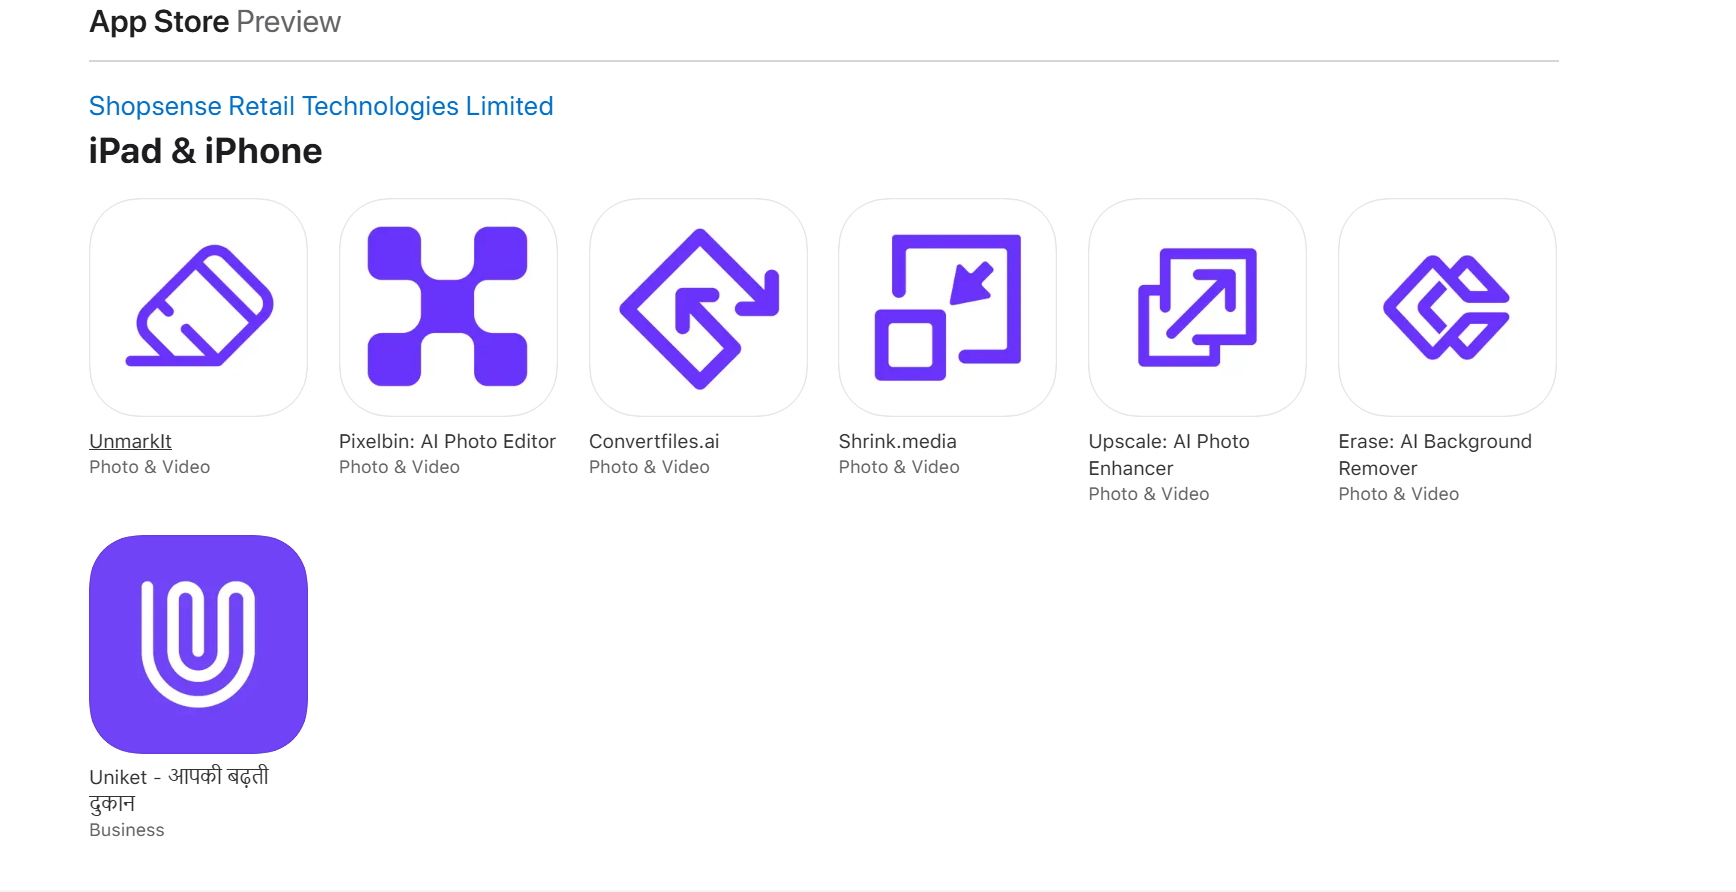 App Store Preview
Shopsense Retail Technologies Limited
iPad & iPhone
UnmarkIt
Photo & Video
Pixelbin: AI Photo Editor
Photo & Video
Convertfiles.ai
Photo & Video
Shrink.media
Photo & Video
Upscale: AI Photo
Enhancer
Photo & Video
Erase: AI Background
Remover
Photo & Video
Uniket - आपकी बढ़ती
दुकान
Business